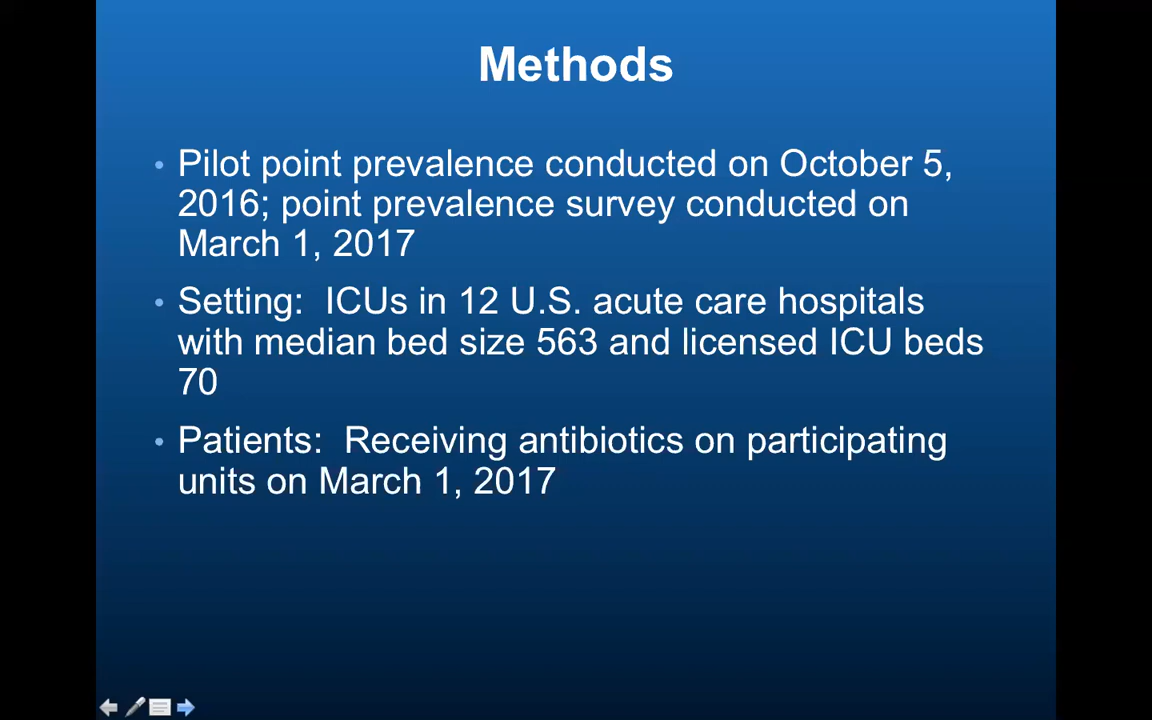 Methods
• Pilot point prevalence conducted on October 5,
2016; point prevalence survey conducted on
March 1, 2017
• Setting:  ICUs in 12 U.S. acute care hospitals
with median bed size 563 and licensed ICU beds
70
• Patients:  Receiving antibiotics on participating
units on March 1, 2017